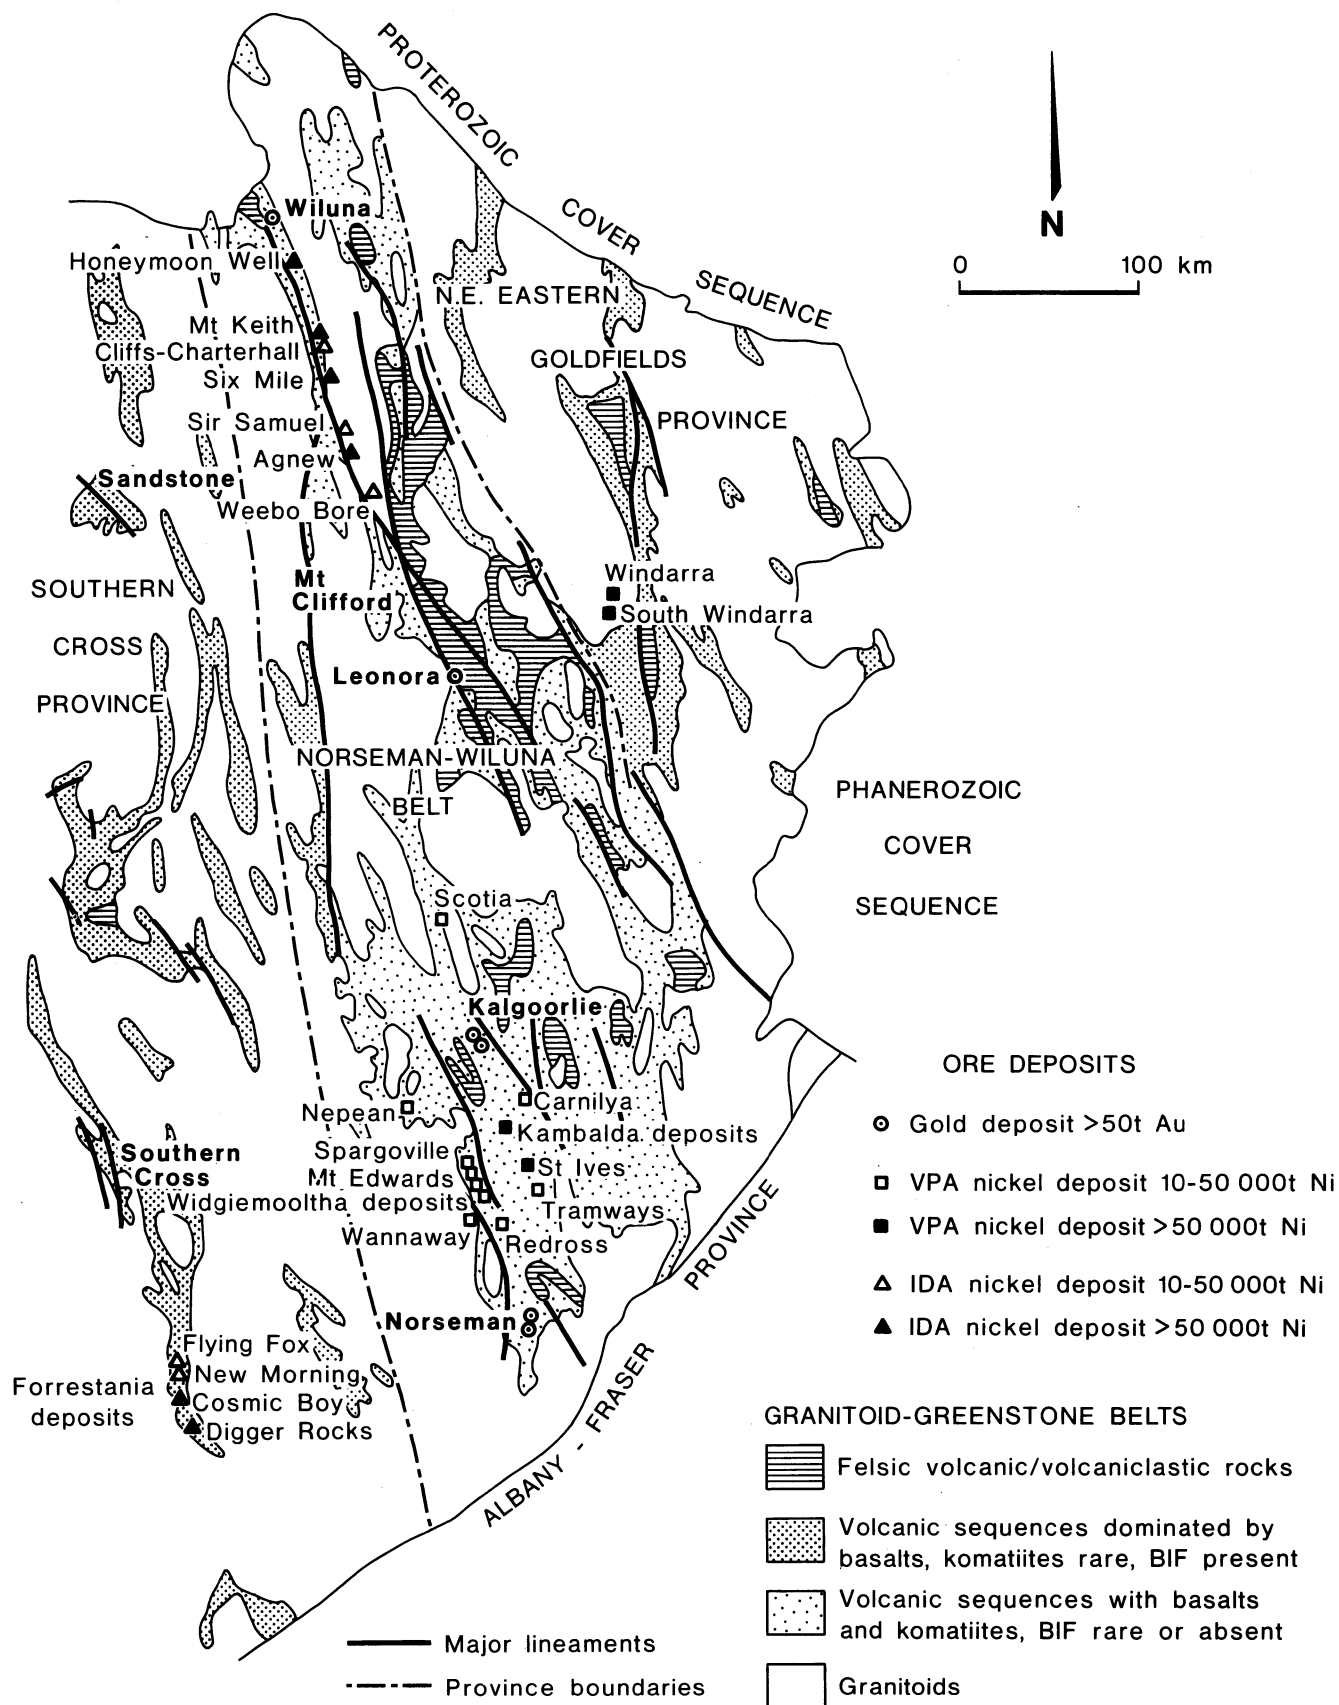 PROTEROZOIC
COVER
SEQUENCE
N
0 100 km
Wiluna
Honeymoon Well
N.E. EASTERN
GOLDFIELDS
PROVINCE
Mt Keith
Cliffs-Charterhall
Six Mile
Sir Samuel
Agnew
Sandstone
Weebo Bore
SOUTHERN
CROSS
PROVINCE
Mt
Clifford
Windarra
South Windarra
Leonora
NORSEMAN-WILUNA
BELT
PHANEROZOIC
COVER
SEQUENCE
Scotia
Kalgoorlie
Nepean
Carnilya
Kambalda deposits
Spargoville
St Ives
Mt Edwards
Widgiemooltha deposits
Tramways
Wannaway
Redross
Southern
Cross
Norseman
Flying Fox
New Morning
Forrestania
deposits
Cosmic Boy
Digger Rocks
ALBANY - FRASER PROVINCE
ORE DEPOSITS
Gold deposit >50t Au
VPA nickel deposit 10-50 000t Ni
VPA nickel deposit >50 000t Ni
IDA nickel deposit 10-50 000t Ni
IDA nickel deposit >50 000t Ni
GRANITOID-GREENSTONE BELTS
Felsic volcanic/volcaniclastic rocks
Volcanic sequences dominated by
basalts, komatiites rare, BIF present
Volcanic sequences with basalts
and komatiites, BIF rare or absent
Granitoids
Major lineaments
Province boundaries